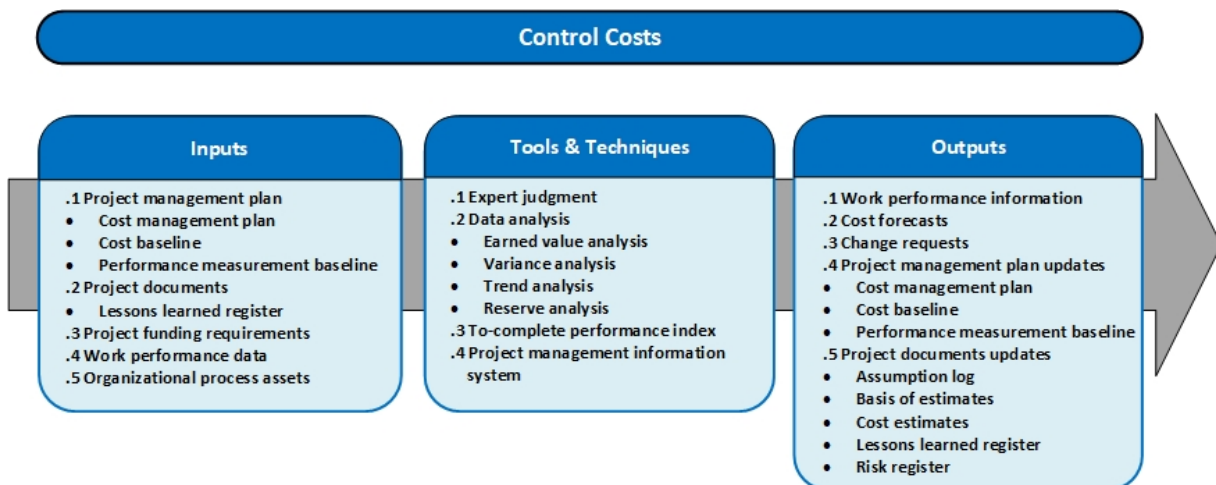 Control Costs
Inputs
.1 Project management plan
• Cost management plan
• Cost baseline
• Performance measurement baseline
.2 Project documents
• Lessons learned register
.3 Project funding requirements
.4 Work performance data
.5 Organizational process assets
Tools & Techniques
.1 Expert judgment
.2 Data analysis
• Earned value analysis
• Variance analysis
• Trend analysis
• Reserve analysis
.3 To-complete performance index
.4 Project management information
system
Outputs
.1 Work performance information
.2 Cost forecasts
.3 Change requests
.4 Project management plan updates
• Cost management plan
• Cost baseline
• Performance measurement baseline
.5 Project documents updates
• Assumption log
• Basis of estimates
• Cost estimates
• Lessons learned register
• Risk register